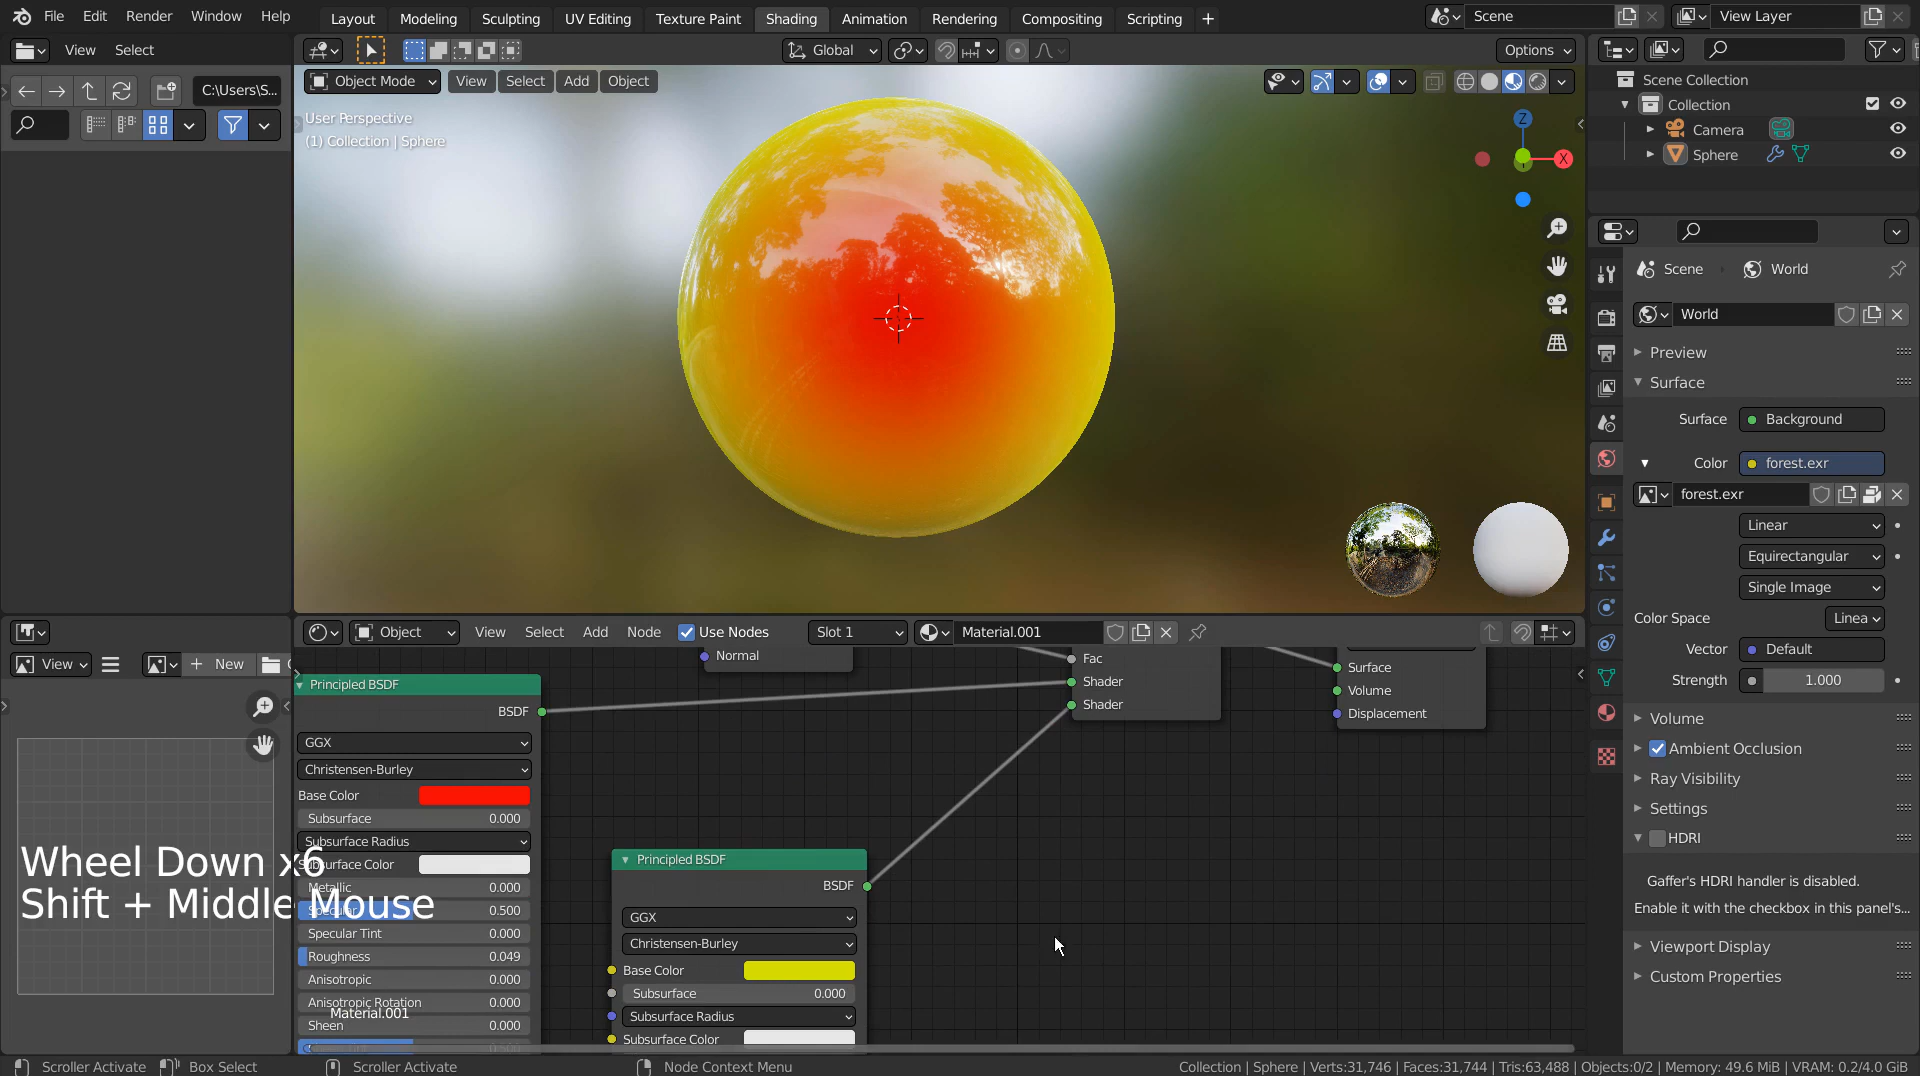 File Edit Render Window Help Layout Modeling Sculpting UV Editing Texture Paint Shading Animation Rendering Compositing Scripting + Scene View Layer
View Select Global Options
Object Mode View Select Add Object
C:\Users\S...
User Perspective
(1) Collection | Sphere
Z
X
Scene Collection
Collection
Camera
Sphere
Scene World
World
Preview
Surface
Surface Background
Color forest.exr
forest.exr
Linear
Equirectangular
Single Image
Color Space Linea
Vector Default
Strength 1.000
Volume
Ambient Occlusion
Ray Visibility
Settings
HDRI
Gaffer's HDRI handler is disabled.
Enable it with the checkbox in this panel's...
Viewport Display
Custom Properties
Object View Select Add Node Use Nodes Slot 1 Material.001
View + New
Normal
Fac
Shader
Shader
Surface
Volume
Displacement
Principled BSDF
BSDF
GGX
Christensen-Burley
Base Color
Subsurface 0.000
Subsurface Radius
Subsurface Color
Metallic 0.000
Specular 0.500
Specular Tint 0.000
Roughness 0.049
Anisotropic 0.000
Anisotropic Rotation 0.000
Sheen 0.000
Material.001
Principled BSDF
BSDF
GGX
Christensen-Burley
Base Color
Subsurface 0.000
Subsurface Radius
Subsurface Color
Wheel Down x6
Shift + Middle Mouse
Scroller Activate Box Select Scroller Activate Node Context Menu Collection | Sphere | Verts:31,746 | Faces:31,744 | Tris:63,488 | Objects:0/2 | Memory: 49.6 MiB | VRAM: 0.2/4.0 GiB